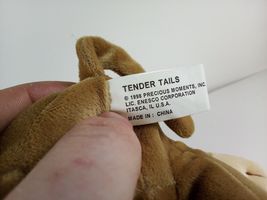 TENDER TAILS
© 1998 PRECIOUS MOMENTS, INC.
LIC. ENESCO CORPORATION
ITASCA, IL U.S.A.
MADE IN : CHINA